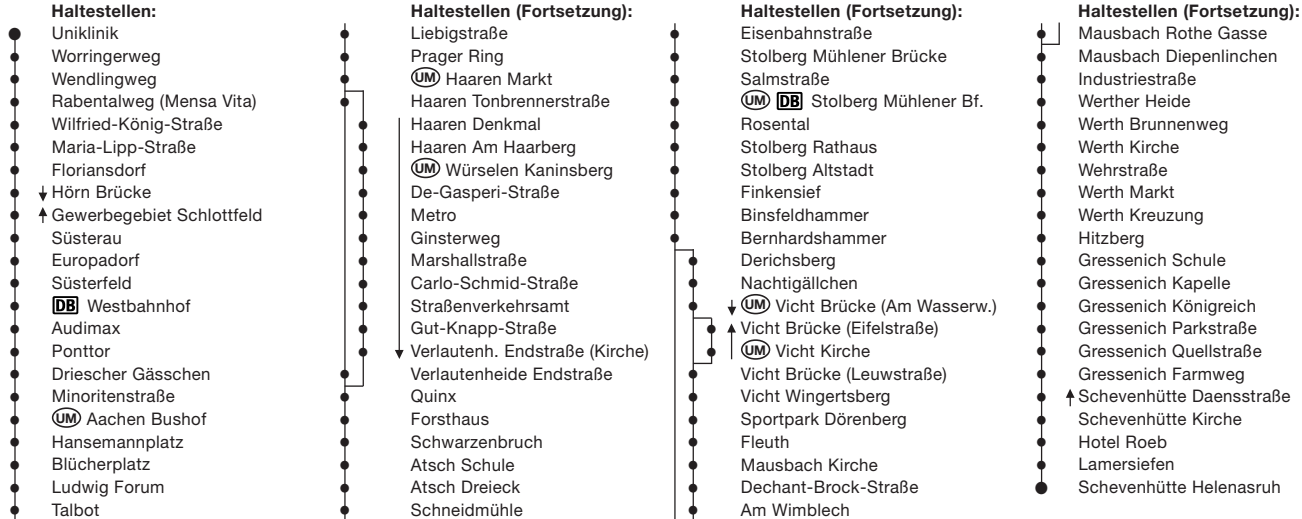 Haltestellen:
Uniklinik
Worringerweg
Wendlingweg
Rabentalweg (Mensa Vita)
Wilfried-König-Straße
Maria-Lipp-Straße
Floriansdorf
Hörn Brücke
Gewerbegebiet Schlottfeld
Süsterau
Europadorf
Süsterfeld
DB Westbahnhof
Audimax
Ponttor
Driescher Gässchen
Minoritenstraße
UM Aachen Bushof
Hansemannplatz
Blücherplatz
Ludwig Forum
Talbot
Haltestellen (Fortsetzung):
Liebigstraße
Prager Ring
UM Haaren Markt
Haaren Tonbrennerstraße
Haaren Denkmal
Haaren Am Haarberg
UM Würselen Kaninsberg
De-Gasperi-Straße
Metro
Ginsterweg
Marshallstraße
Carlo-Schmid-Straße
Straßenverkehrsamt
Gut-Knapp-Straße
Verlautenh. Endstraße (Kirche)
Verlautenheide Endstraße
Quinx
Forsthaus
Schwarzenbruch
Atsch Schule
Atsch Dreieck
Schneidmühle
Haltestellen (Fortsetzung):
Eisenbahnstraße
Stolberg Mühlener Brücke
Salmstraße
UM DB Stolberg Mühlener Bf.
Rosental
Stolberg Rathaus
Stolberg Altstadt
Finkensief
Binsfeldhammer
Bernhardshammer
Derichsberg
Nachtigällchen
UM Vicht Brücke (Am Wasserw.)
Vicht Brücke (Eifelstraße)
UM Vicht Kirche
Vicht Brücke (Leuwstraße)
Vicht Wingertsberg
Sportpark Dörenberg
Fleuth
Mausbach Kirche
Dechant-Brock-Straße
Am Wimblech
Haltestellen (Fortsetzung):
Mausbach Rothe Gasse
Mausbach Diepenlinchen
Industriestraße
Werther Heide
Werth Brunnenweg
Werth Kirche
Wehrstraße
Werth Markt
Werth Kreuzung
Hitzberg
Gressenich Schule
Gressenich Kapelle
Gressenich Königreich
Gressenich Parkstraße
Gressenich Quellstraße
Gressenich Farmweg
Schevenhütte Daensstraße
Schevenhütte Kirche
Hotel Roeb
Lamersiefen
Schevenhütte Helenasruh